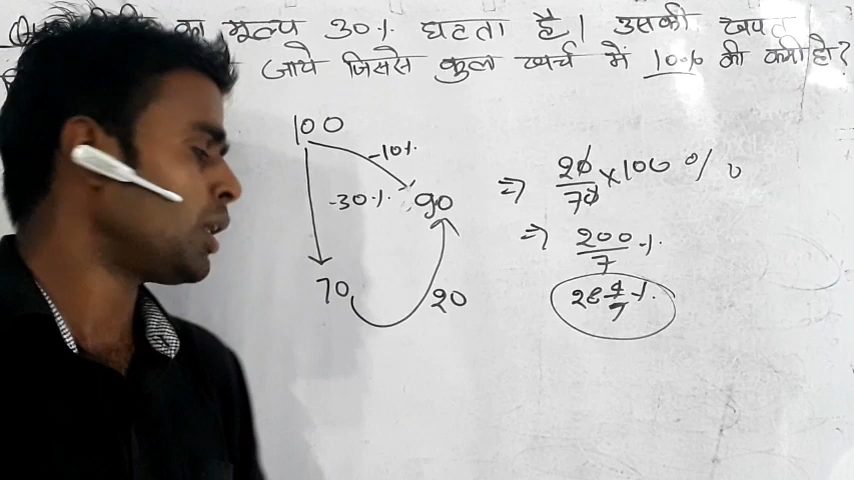 का मूल्य 30% घटता है। उसकी खपत
जाये जिससे कुल खर्च में 10% की कमी हो?
100
-10%
-30%
90
70
20
⇒ 20/70 × 100 %
⇒ 200/7 %
28 4/7 %